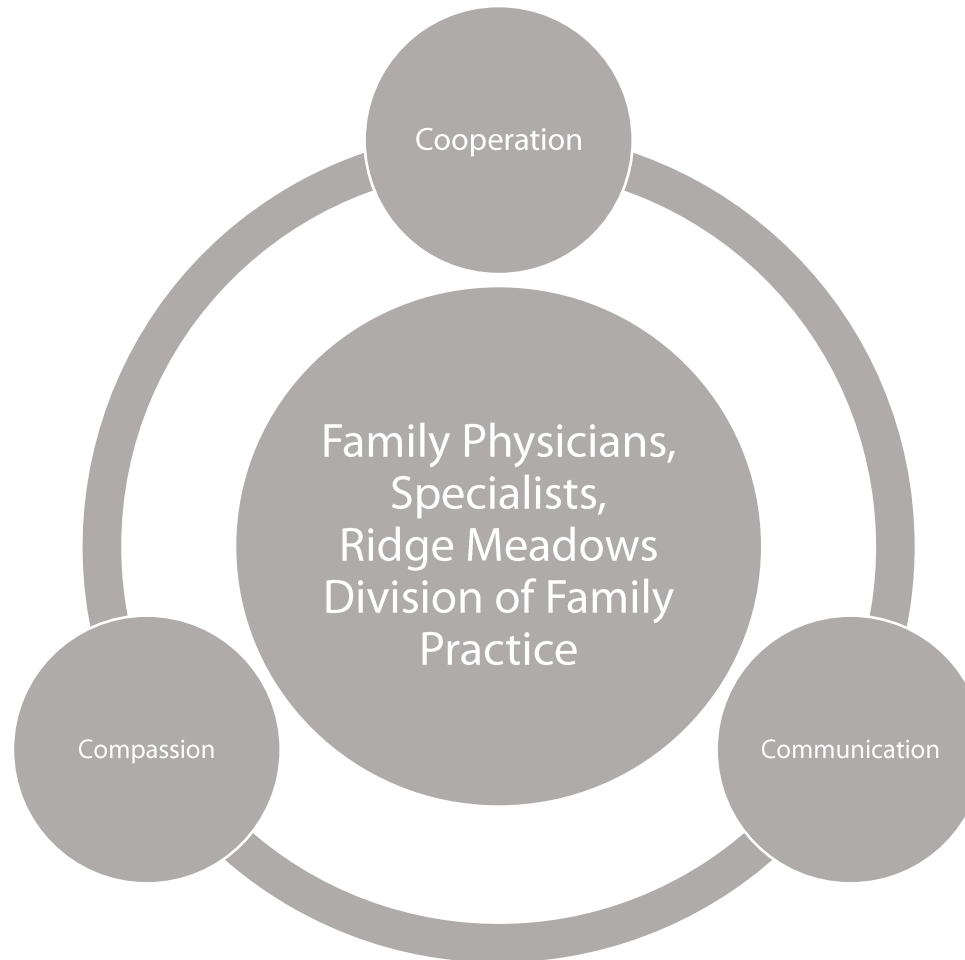 Cooperation
Family Physicians,
Specialists,
Ridge Meadows
Division of Family
Practice
Compassion
Communication